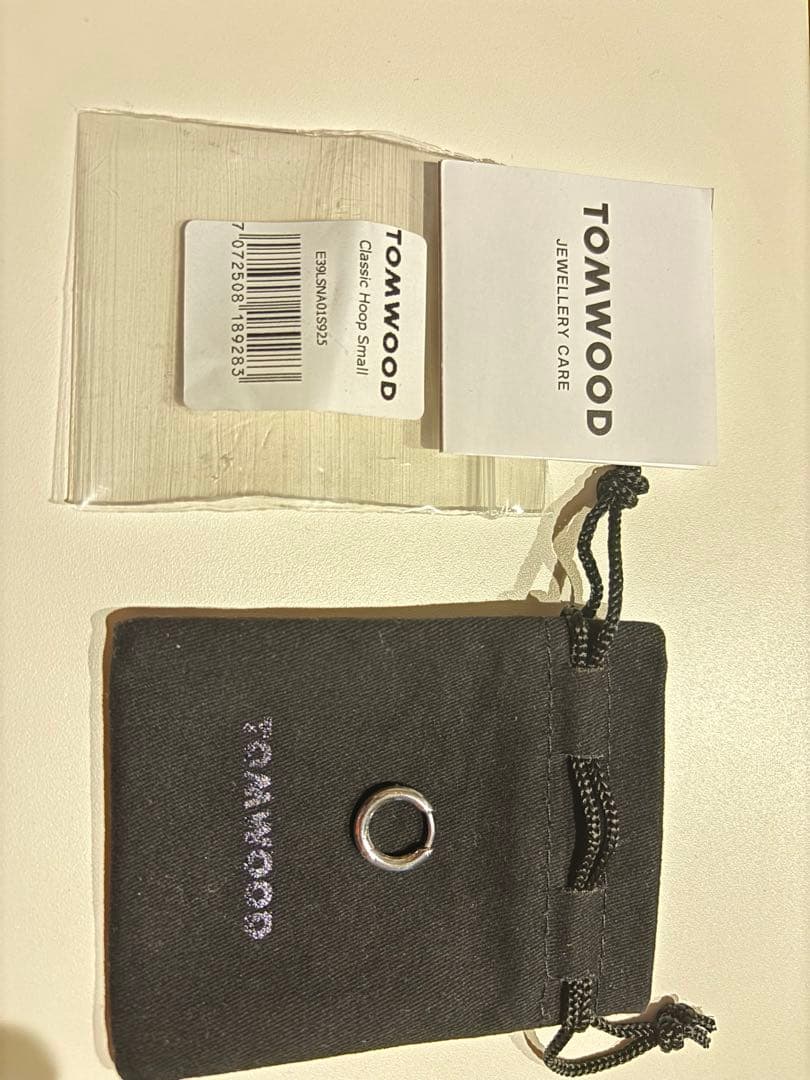 TOMWOOD
JEWELLERY CARE
TOMWOOD
Classic Hoop Small
E39LSNA01S925
7 072508 189283
TOMWOOD